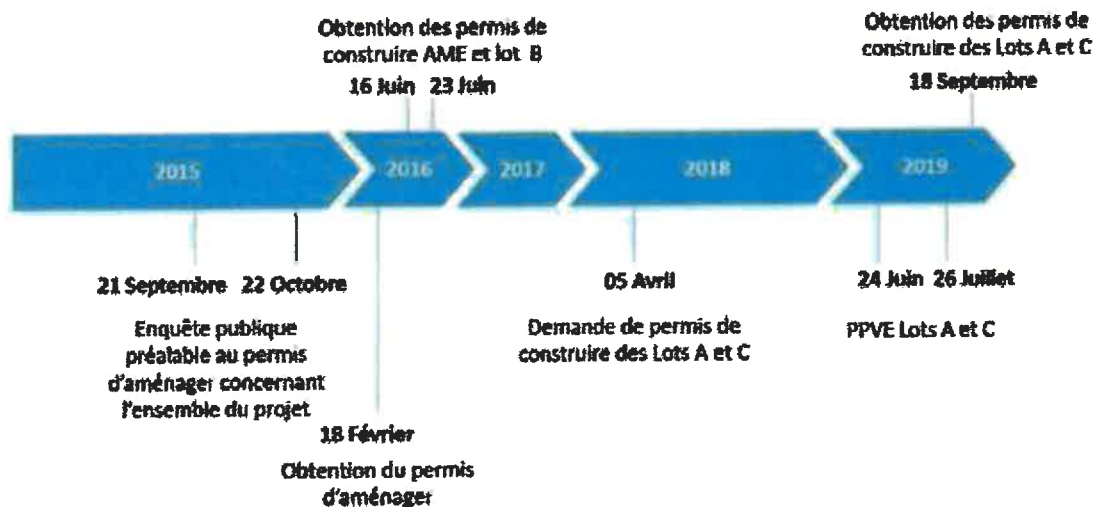 Obtention des permis de
construire AME et lot B
16 Juin 23 Juin
Obtention des permis de
construire des Lots A et C
18 Septembre
2015 2016 2017 2018 2019
21 Septembre 22 Octobre
Enquête publique
préalable au permis
d'aménager concernant
l'ensemble du projet
18 Février
Obtention du permis
d'aménager
05 Avril
Demande de permis de
construire des Lots A et C
24 Juin 26 Juillet
PPVE Lots A et C